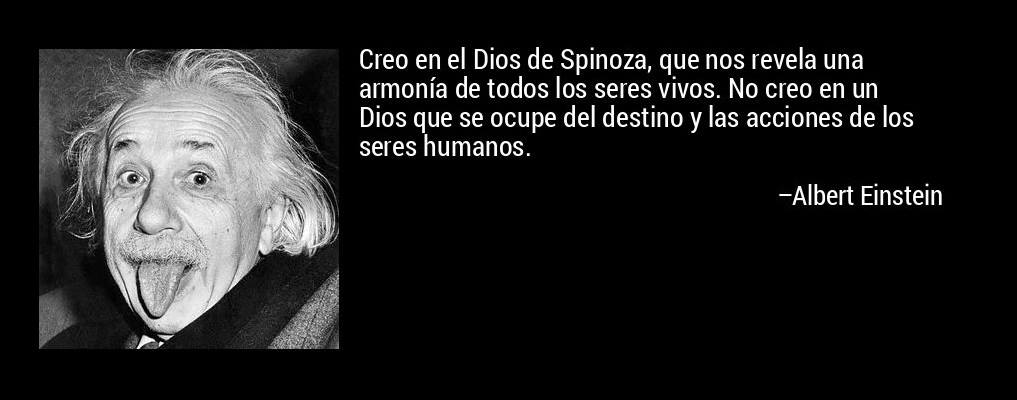 Creo en el Dios de Spinoza, que nos revela una
armonía de todos los seres vivos. No creo en un
Dios que se ocupe del destino y las acciones de los
seres humanos.
–Albert Einstein